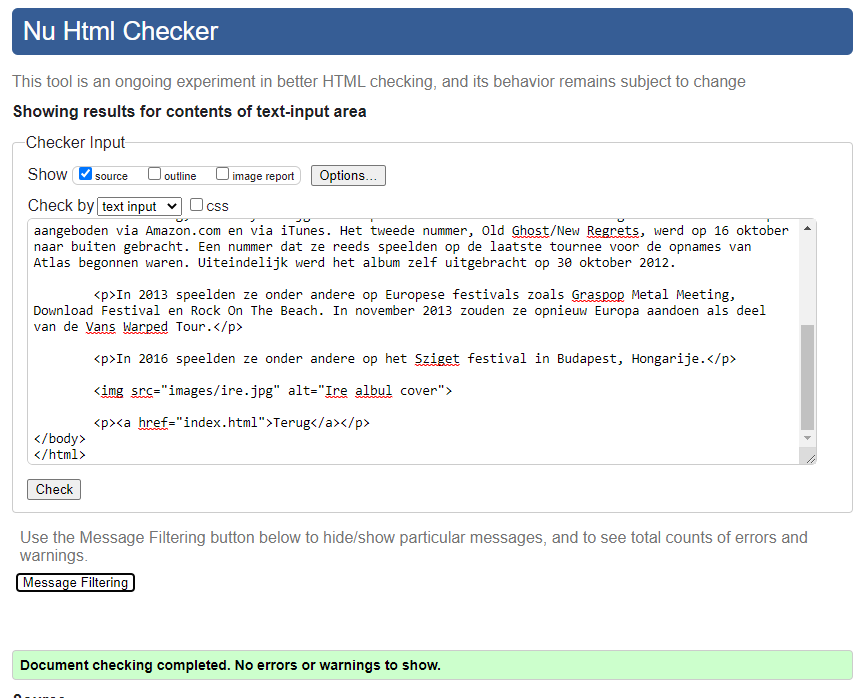 Nu Html Checker
This tool is an ongoing experiment in better HTML checking, and its behavior remains subject to change
Showing results for contents of text-input area
Checker Input
Show source outline image report Options...
Check by text input css
aangeboden via Amazon.com en via iTunes. Het tweede nummer, Old Ghost/New Regrets, werd op 16 oktober
naar buiten gebracht. Een nummer dat ze reeds speelden op de laatste tournee voor de opnames van
Atlas begonnen waren. Uiteindelijk werd het album zelf uitgebracht op 30 oktober 2012.
<p>In 2013 speelden ze onder andere op Europese festivals zoals Graspop Metal Meeting,
Download Festival en Rock On The Beach. In november 2013 zouden ze opnieuw Europa aandoen als deel
van de Vans Warped Tour.</p>
<p>In 2016 speelden ze onder andere op het Sziget festival in Budapest, Hongarije.</p>
<img src="images/ire.jpg" alt="Ire albul cover">
<p><a href="index.html">Terug</a></p>
</body>
</html>
Check
Use the Message Filtering button below to hide/show particular messages, and to see total counts of errors and
warnings.
Message Filtering
Document checking completed. No errors or warnings to show.